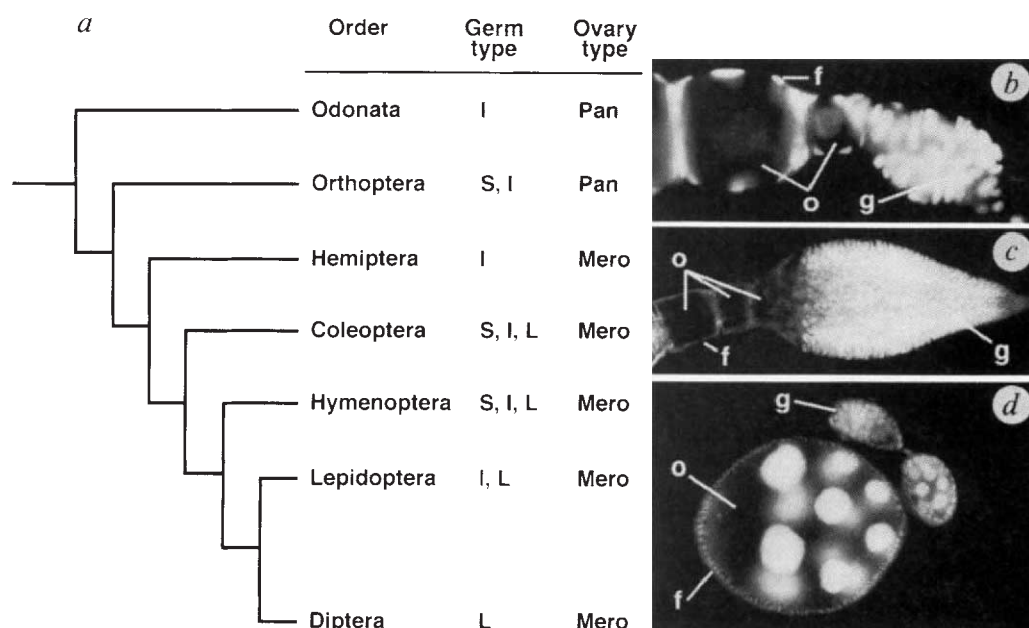 a
Order Germ type Ovary type
Odonata I Pan
Orthoptera S, I Pan
Hemiptera I Mero
Coleoptera S, I, L Mero
Hymenoptera S, I, L Mero
Lepidoptera I, L Mero
Diptera L Mero
b
f
o
g
c
o
f
g
d
g
o
f